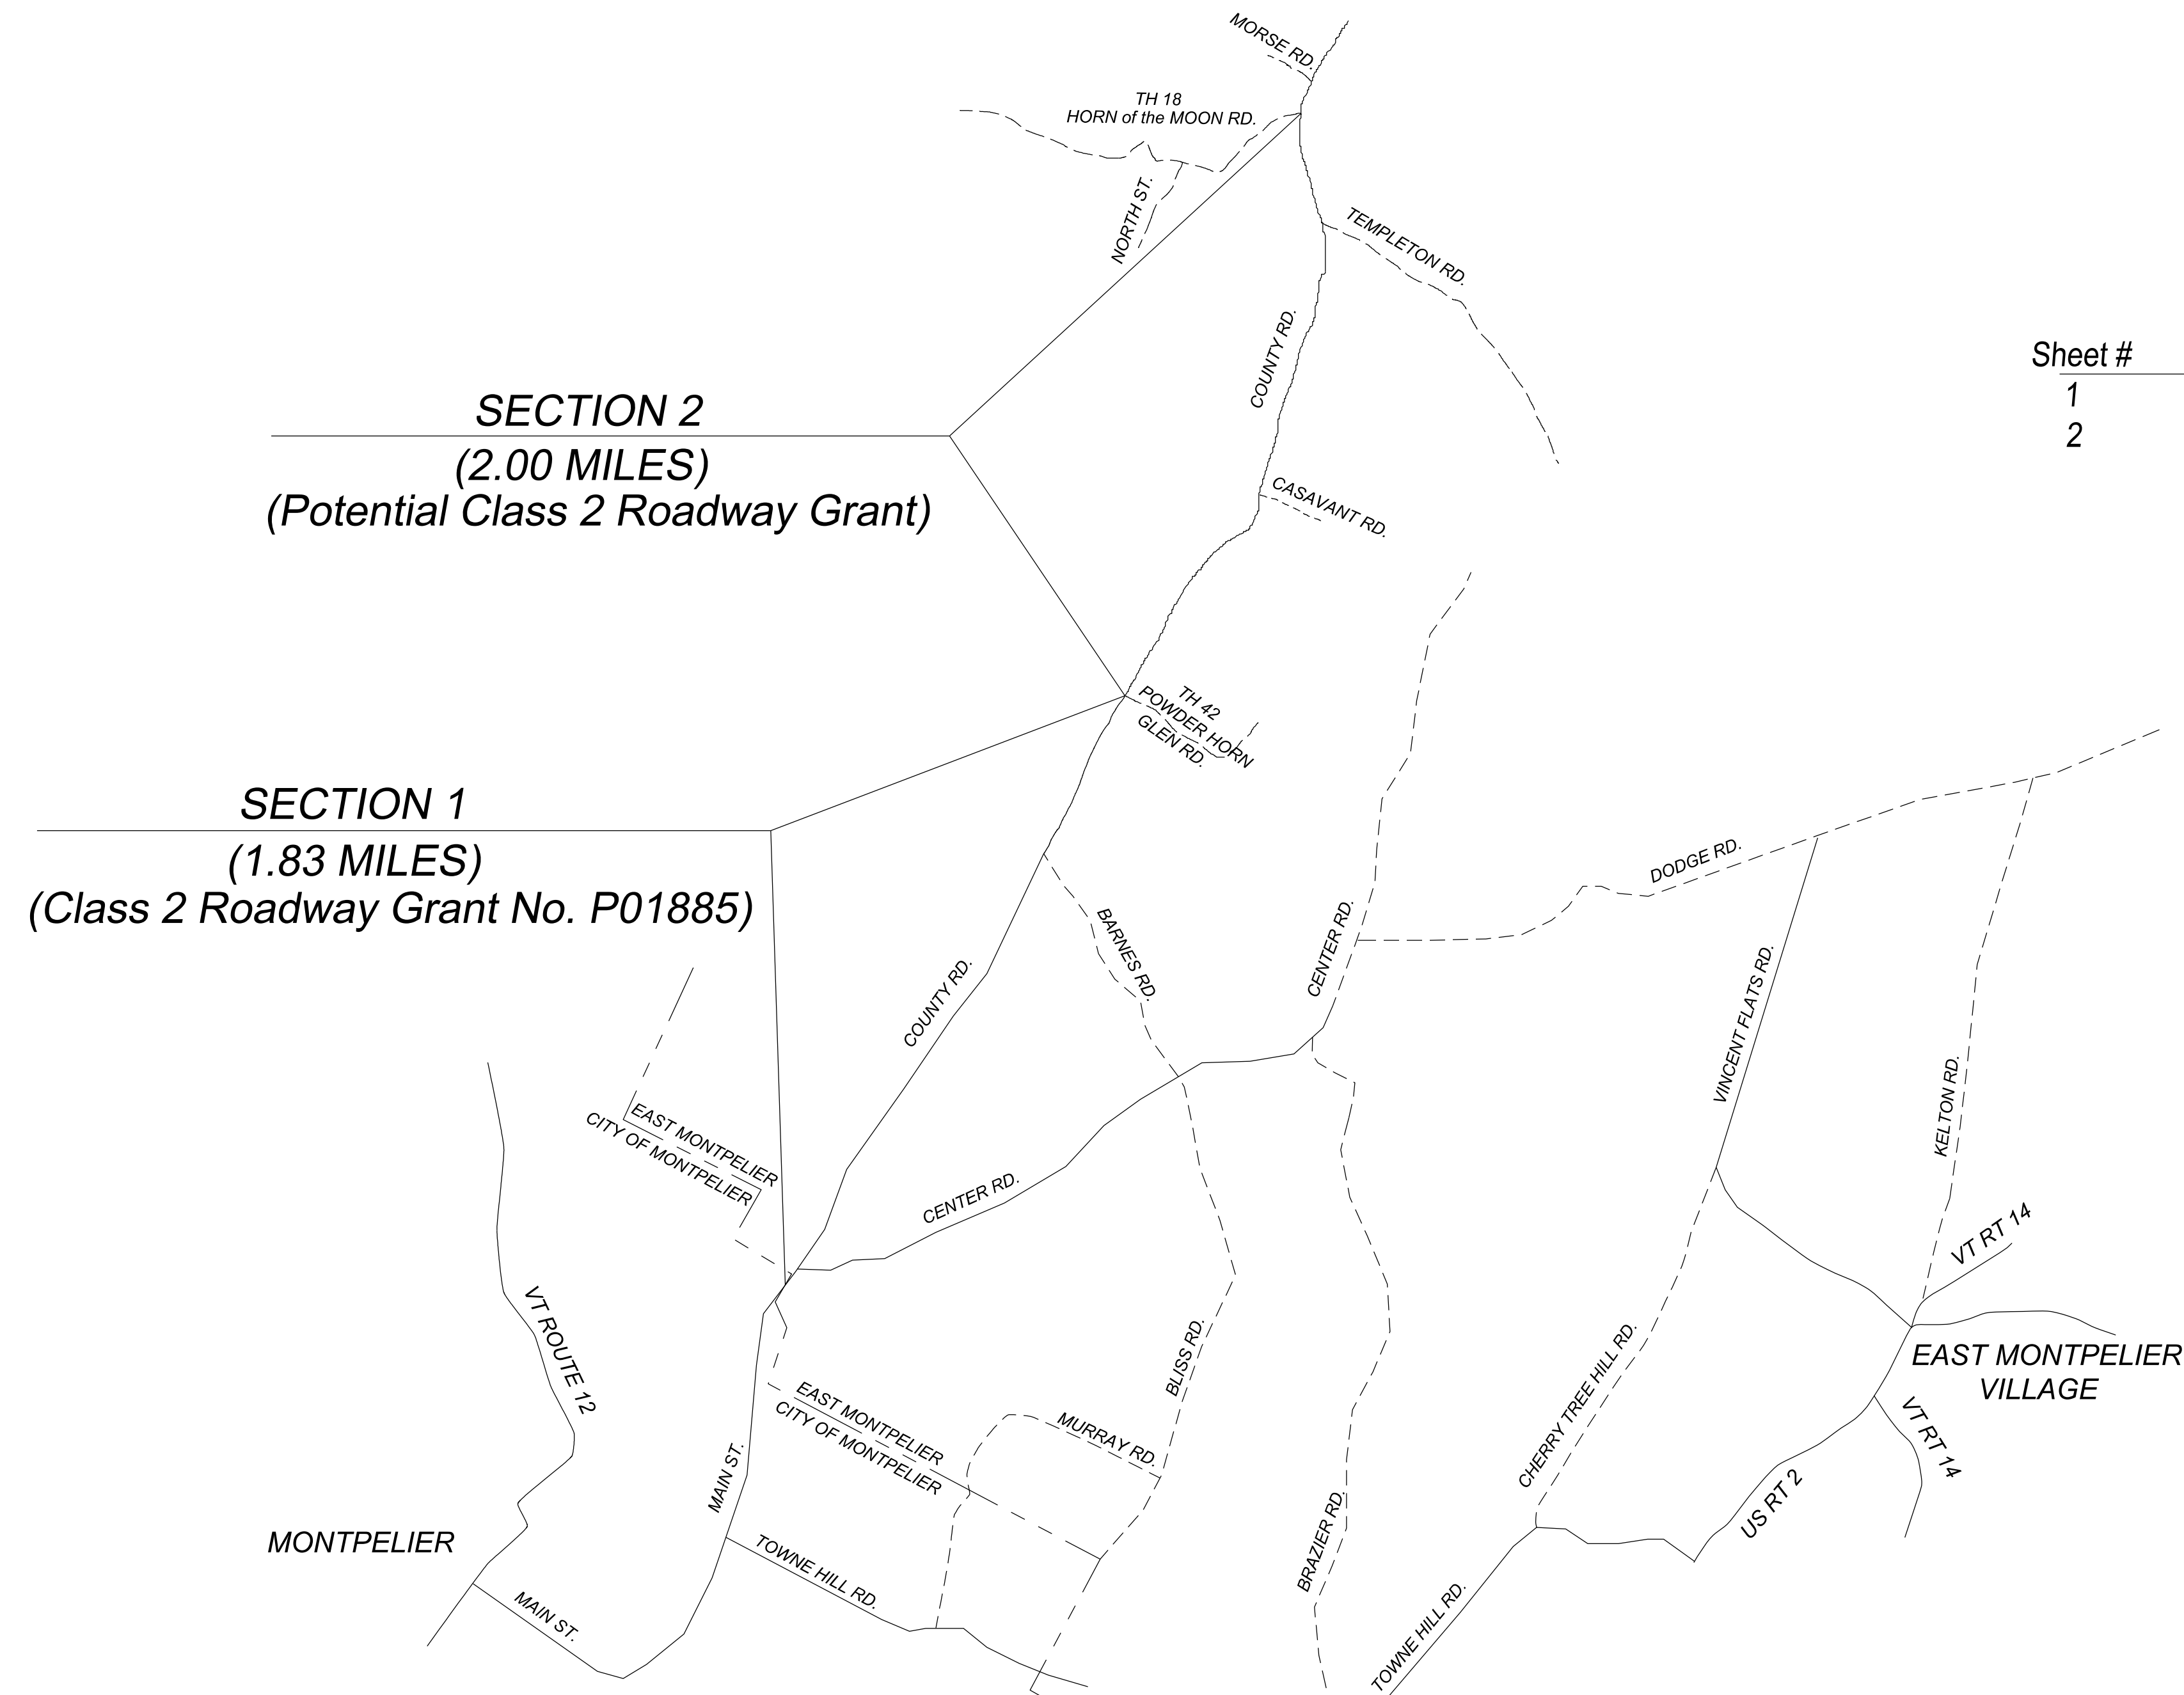 MORSE RD.
TH 18
HORN of the MOON RD.
NORTH ST.
TEMPLETON RD.
COUNTY RD.
Sheet #
1
2
SECTION 2
(2.00 MILES)
(Potential Class 2 Roadway Grant)
CASAVANT RD.
TH 42
POWDER HORN
GLEN RD.
SECTION 1
(1.83 MILES)
(Class 2 Roadway Grant No. P01885)
DODGE RD.
BARNES RD.
CENTER RD.
COUNTY RD.
VINCENT FLATS RD.
KELTON RD.
EAST MONTPELIER
CITY OF MONTPELIER
CENTER RD.
VT RT 14
VT ROUTE 12
BLISS RD.
CHERRY TREE HILL RD.
EAST MONTPELIER
VILLAGE
EAST MONTPELIER
CITY OF MONTPELIER
MURRAY RD.
VT RT 14
MAIN ST.
US RT 2
BRAZIER RD.
MONTPELIER
TOWNE HILL RD.
MAIN ST.
TOWNE HILL RD.